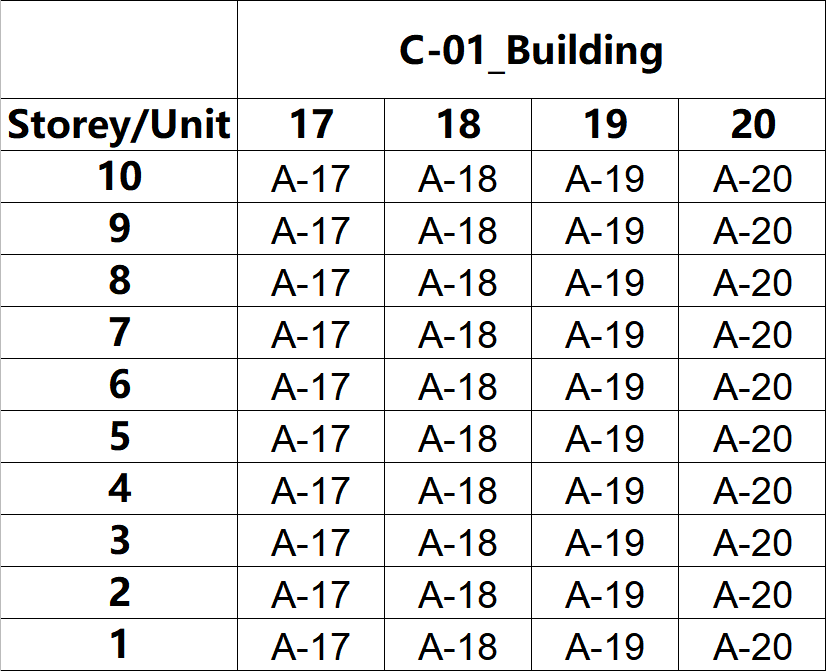 C-01_Building
Storey/Unit 17 18 19 20
10 A-17 A-18 A-19 A-20
9 A-17 A-18 A-19 A-20
8 A-17 A-18 A-19 A-20
7 A-17 A-18 A-19 A-20
6 A-17 A-18 A-19 A-20
5 A-17 A-18 A-19 A-20
4 A-17 A-18 A-19 A-20
3 A-17 A-18 A-19 A-20
2 A-17 A-18 A-19 A-20
1 A-17 A-18 A-19 A-20